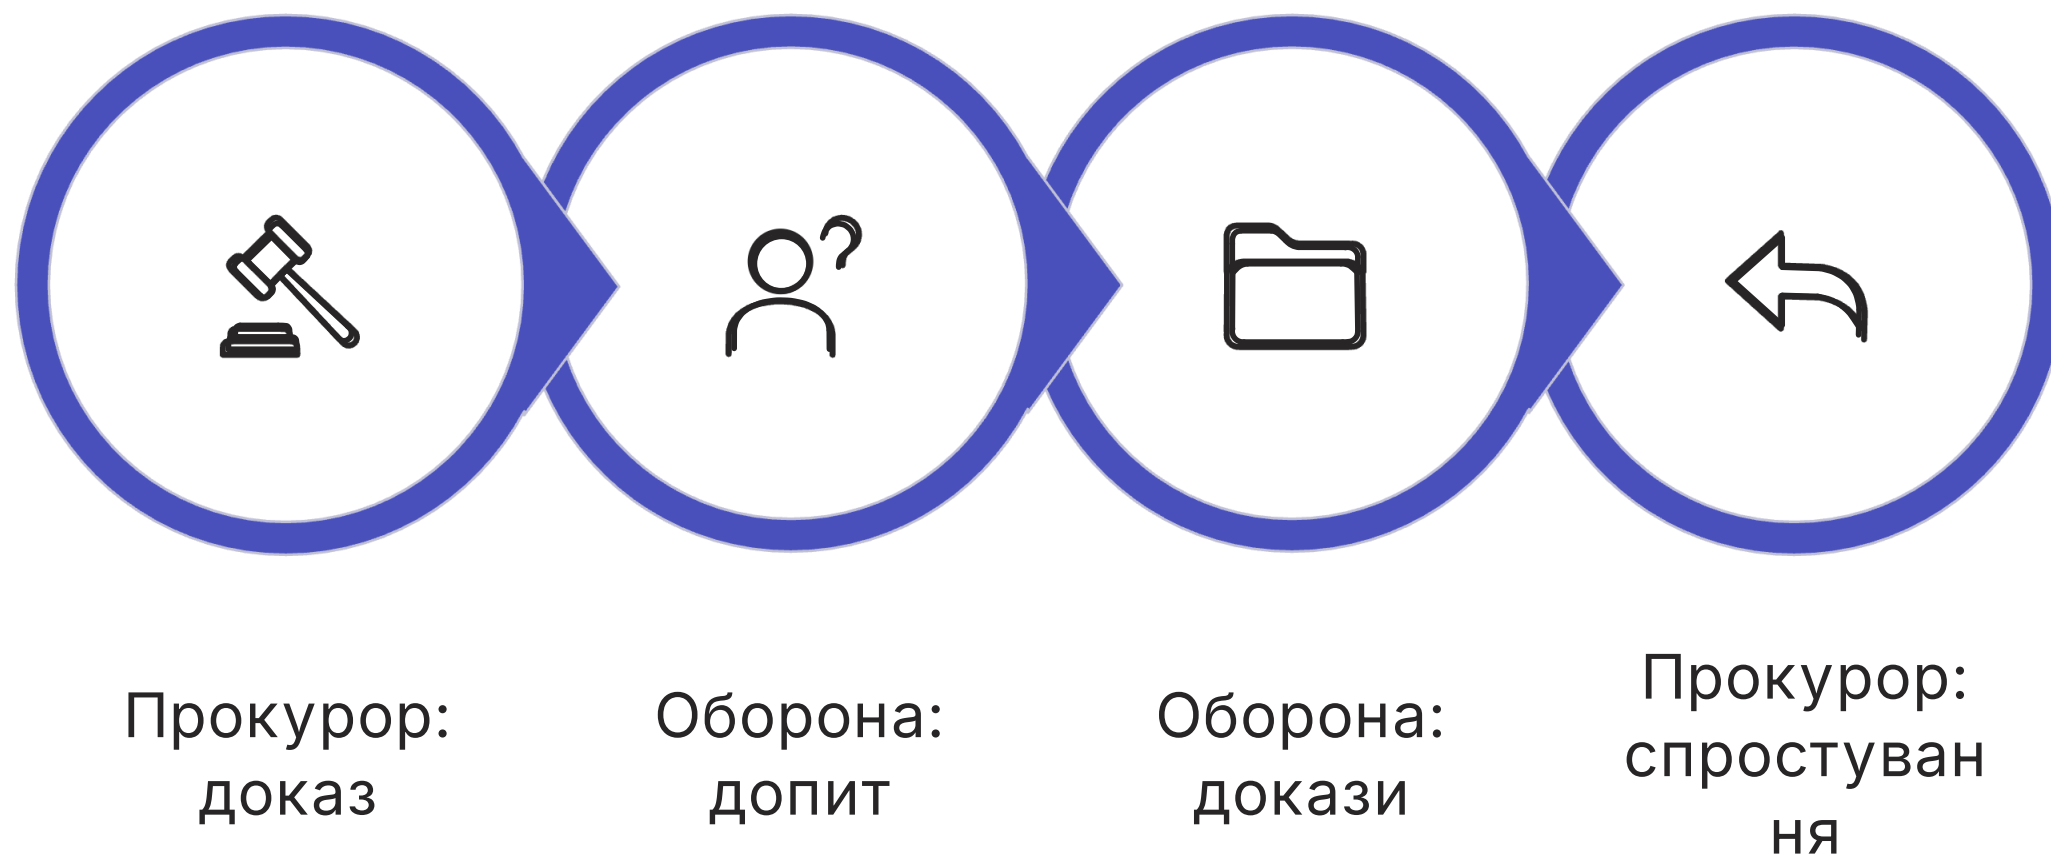 Прокурор:
доказ
Оборона:
допит
Оборона:
докази
Прокурор:
спростуван
ня